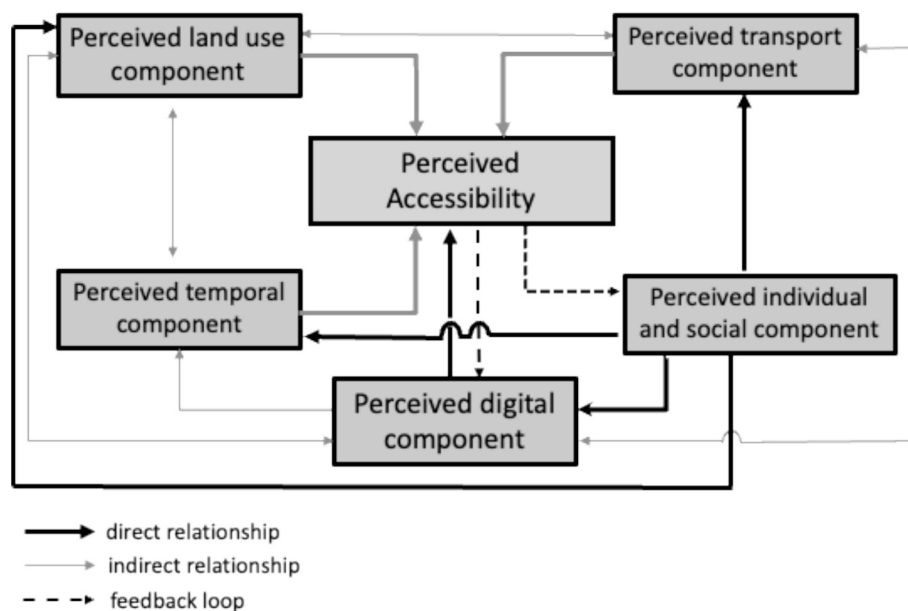 Perceived land use
component
Perceived transport
component
Perceived
Accessibility
Perceived temporal
component
Perceived individual
and social component
Perceived digital
component
direct relationship
indirect relationship
feedback loop